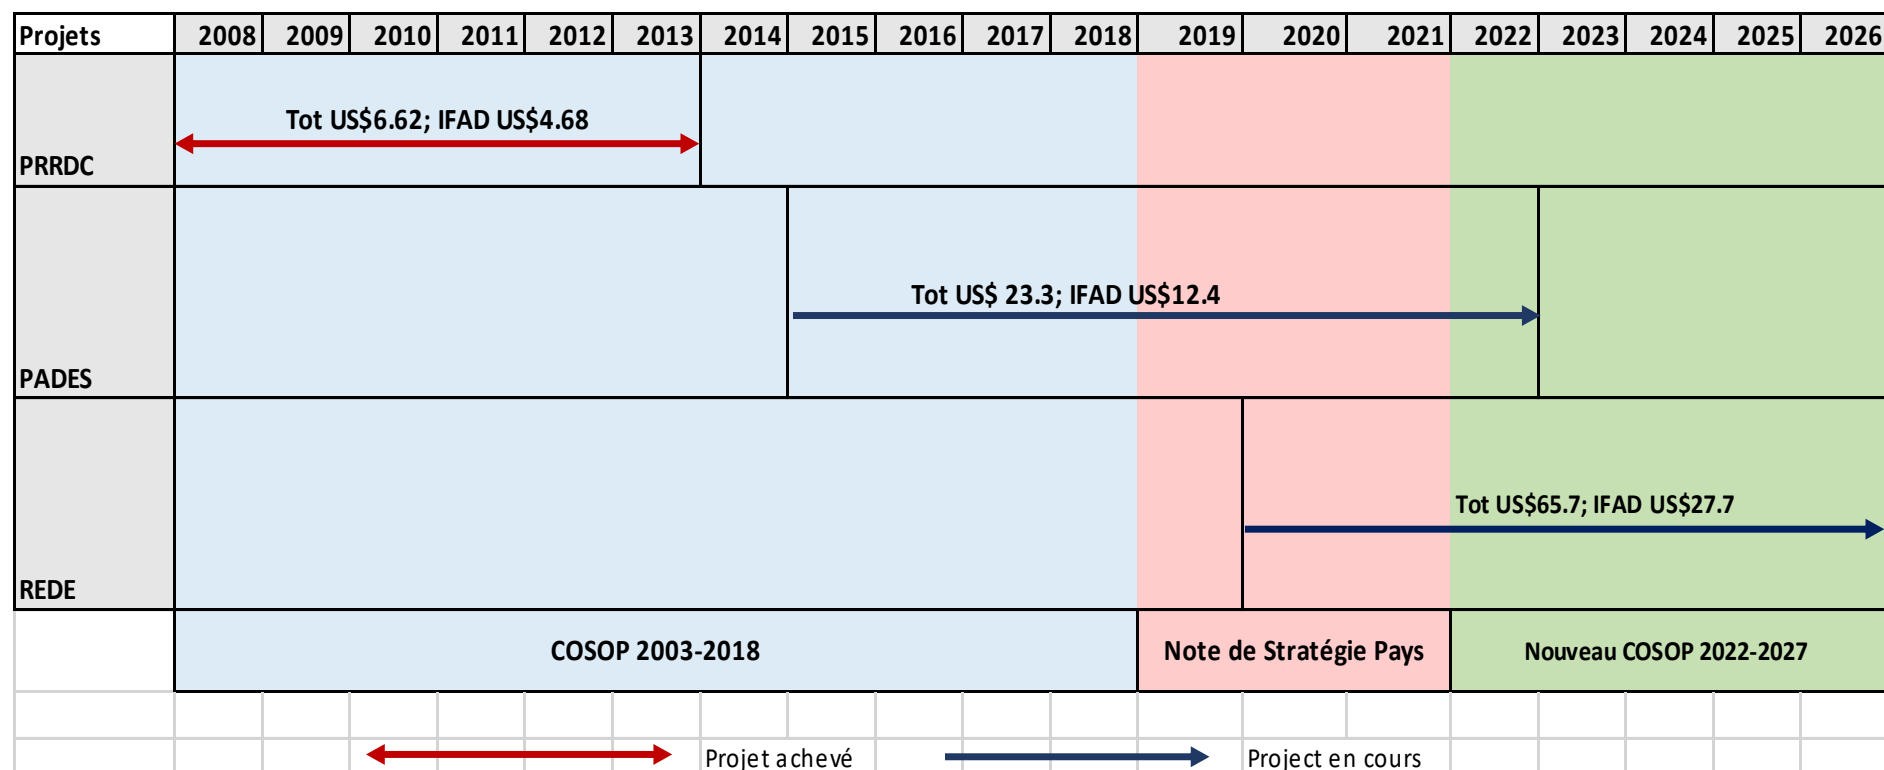 Projets 2008 2009 2010 2011 2012 2013 2014 2015 2016 2017 2018 2019 2020 2021 2022 2023 2024 2025 2026
Tot US$6.62; IFAD US$4.68
PRRDC
Tot US$ 23.3; IFAD US$12.4
PADES
Tot US$65.7; IFAD US$27.7
REDE
COSOP 2003-2018 Note de Stratégie Pays Nouveau COSOP 2022-2027
Projet achevé Project en cours